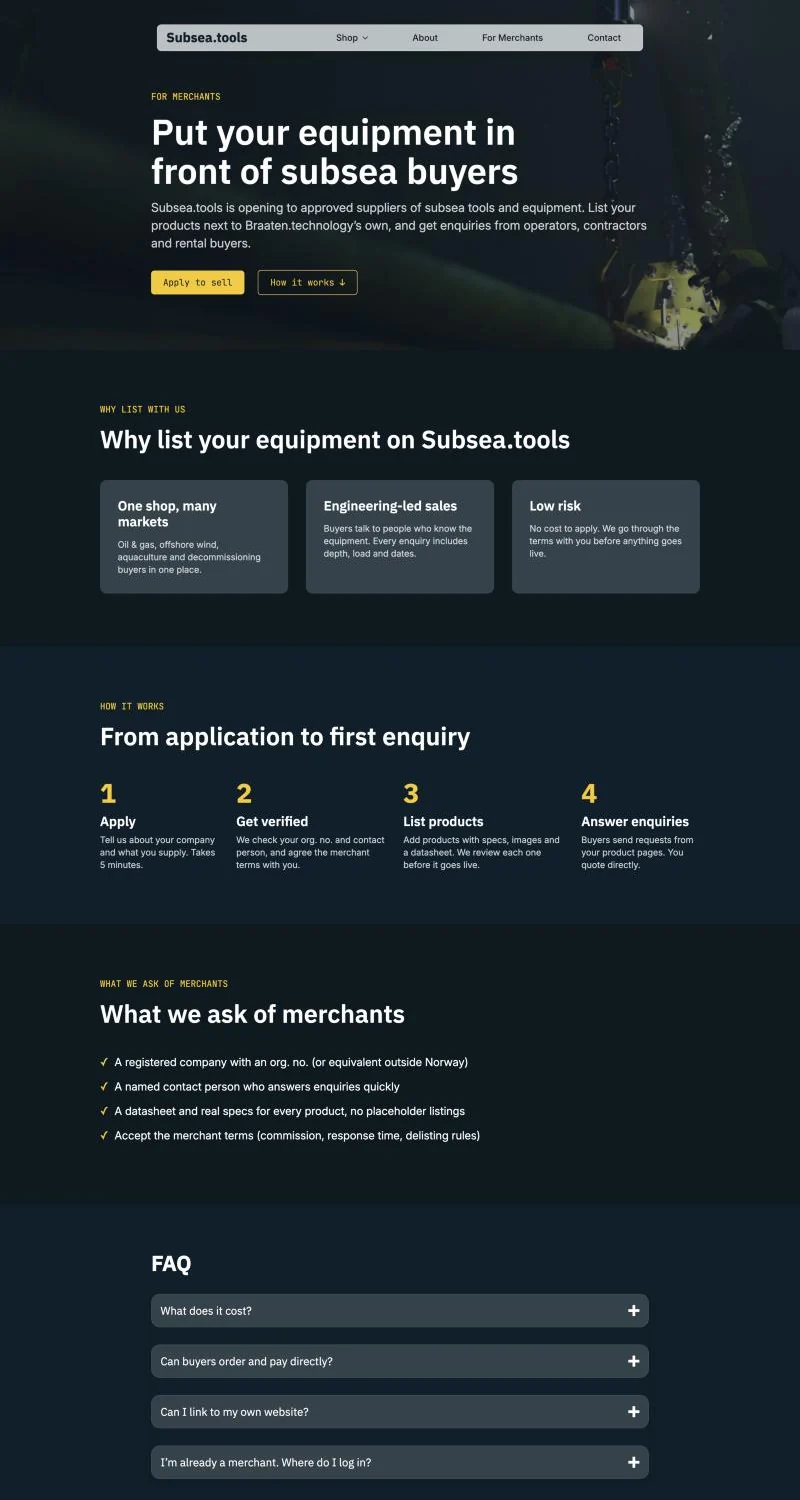 Subsea.tools
Shop
About
For Merchants
Contact
FOR MERCHANTS
Put your equipment in
front of subsea buyers
Subsea.tools is opening to approved suppliers of subsea tools and equipment. List your
products next to Braaten.technology’s own, and get enquiries from operators, contractors
and rental buyers.
Apply to sell
How it works ↓
WHY LIST WITH US
Why list your equipment on Subsea.tools
One shop, many
markets
Oil & gas, offshore wind,
aquaculture and decommissioning
buyers in one place.
Engineering-led sales
Buyers talk to people who know the
equipment. Every enquiry includes
depth, load and dates.
Low risk
No cost to apply. We go through the
terms with you before anything goes
live.
HOW IT WORKS
From application to first enquiry
1
Apply
Tell us about your company
and what you supply. Takes
5 minutes.
2
Get verified
We check your org. no. and contact
person, and agree the merchant
terms with you.
3
List products
Add products with specs, images and
a datasheet. We review each one
before it goes live.
4
Answer enquiries
Buyers send requests from
your product pages. You
quote directly.
WHAT WE ASK OF MERCHANTS
What we ask of merchants
✓ A registered company with an org. no. (or equivalent outside Norway)
✓ A named contact person who answers enquiries quickly
✓ A datasheet and real specs for every product, no placeholder listings
✓ Accept the merchant terms (commission, response time, delisting rules)
FAQ
What does it cost?
Can buyers order and pay directly?
Can I link to my own website?
I’m already a merchant. Where do I log in?